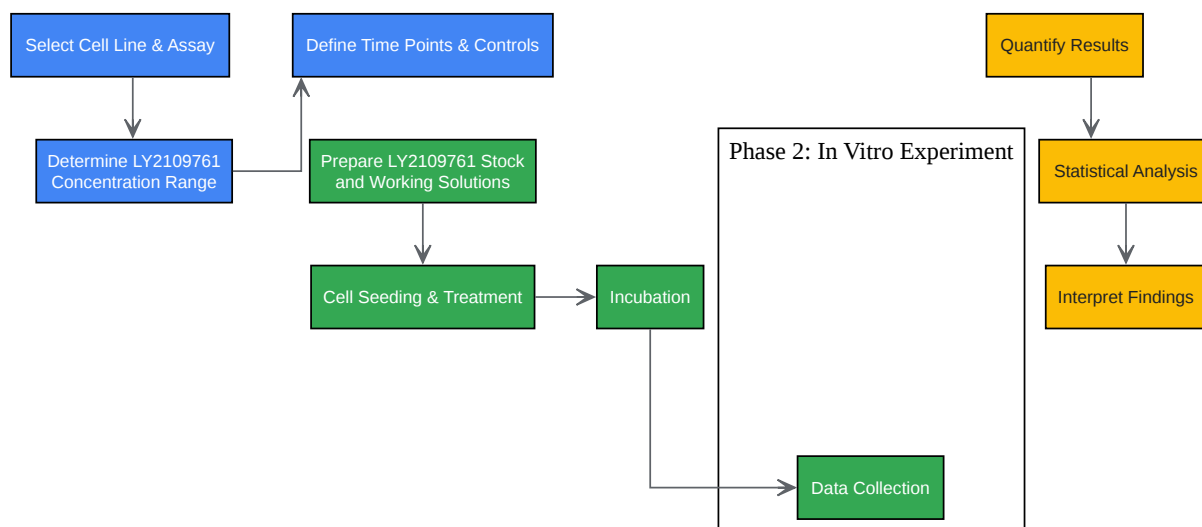 Select Cell Line & Assay
Define Time Points & Controls
Quantify Results
Determine LY2109761
Concentration Range
Prepare LY2109761 Stock
and Working Solutions
Phase 2: In Vitro Experiment
Statistical Analysis
Cell Seeding & Treatment
Incubation
Interpret Findings
Data Collection